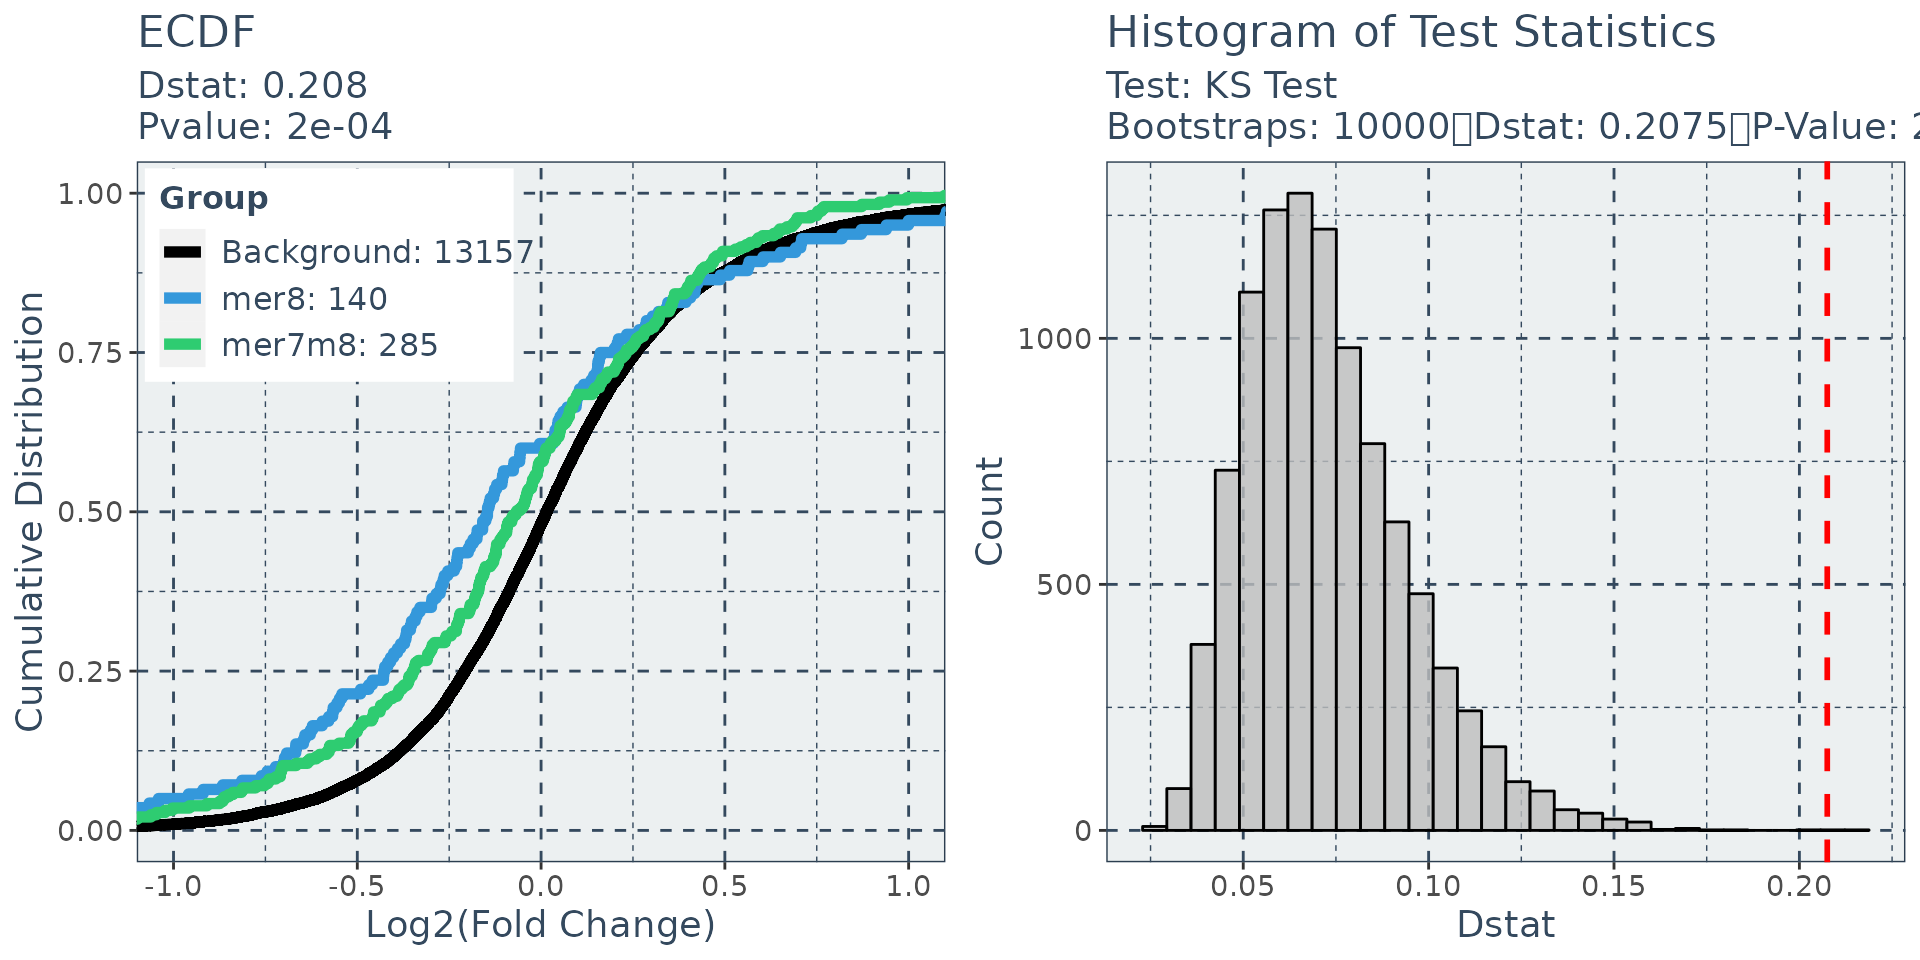 ECDF
Dstat: 0.208
Pvalue: 2e-04
Group
Background: 13157
mer8: 140
mer7m8: 285
Cumulative Distribution
1.00
0.75
0.50
0.25
0.00
-1.0 -0.5 0.0 0.5 1.0
Log2(Fold Change)
Histogram of Test Statistics
Test: KS Test
Bootstraps: 10000▯Dstat: 0.2075▯P-Value:
Count
1000
500
0
0.05 0.10 0.15 0.20
Dstat